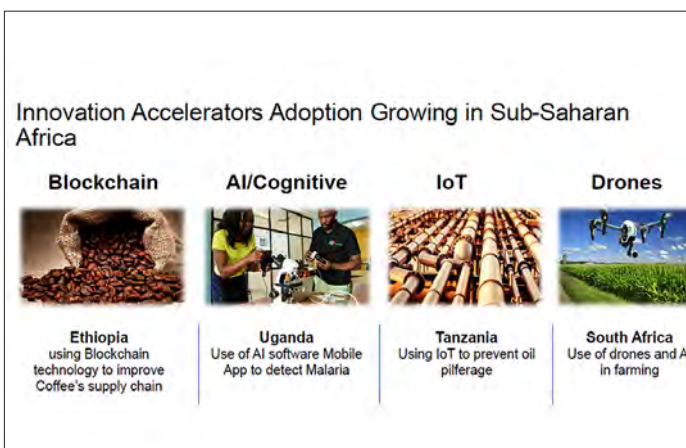 Innovation Accelerators Adoption Growing in Sub-Saharan
Africa
Blockchain
AI/Cognitive
IoT
Drones
Ethiopia
using Blockchain
technology to improve
Coffee's supply chain
Uganda
Use of AI software Mobile
App to detect Malaria
Tanzania
Using IoT to prevent oil
pilferage
South Africa
Use of drones and
in farming